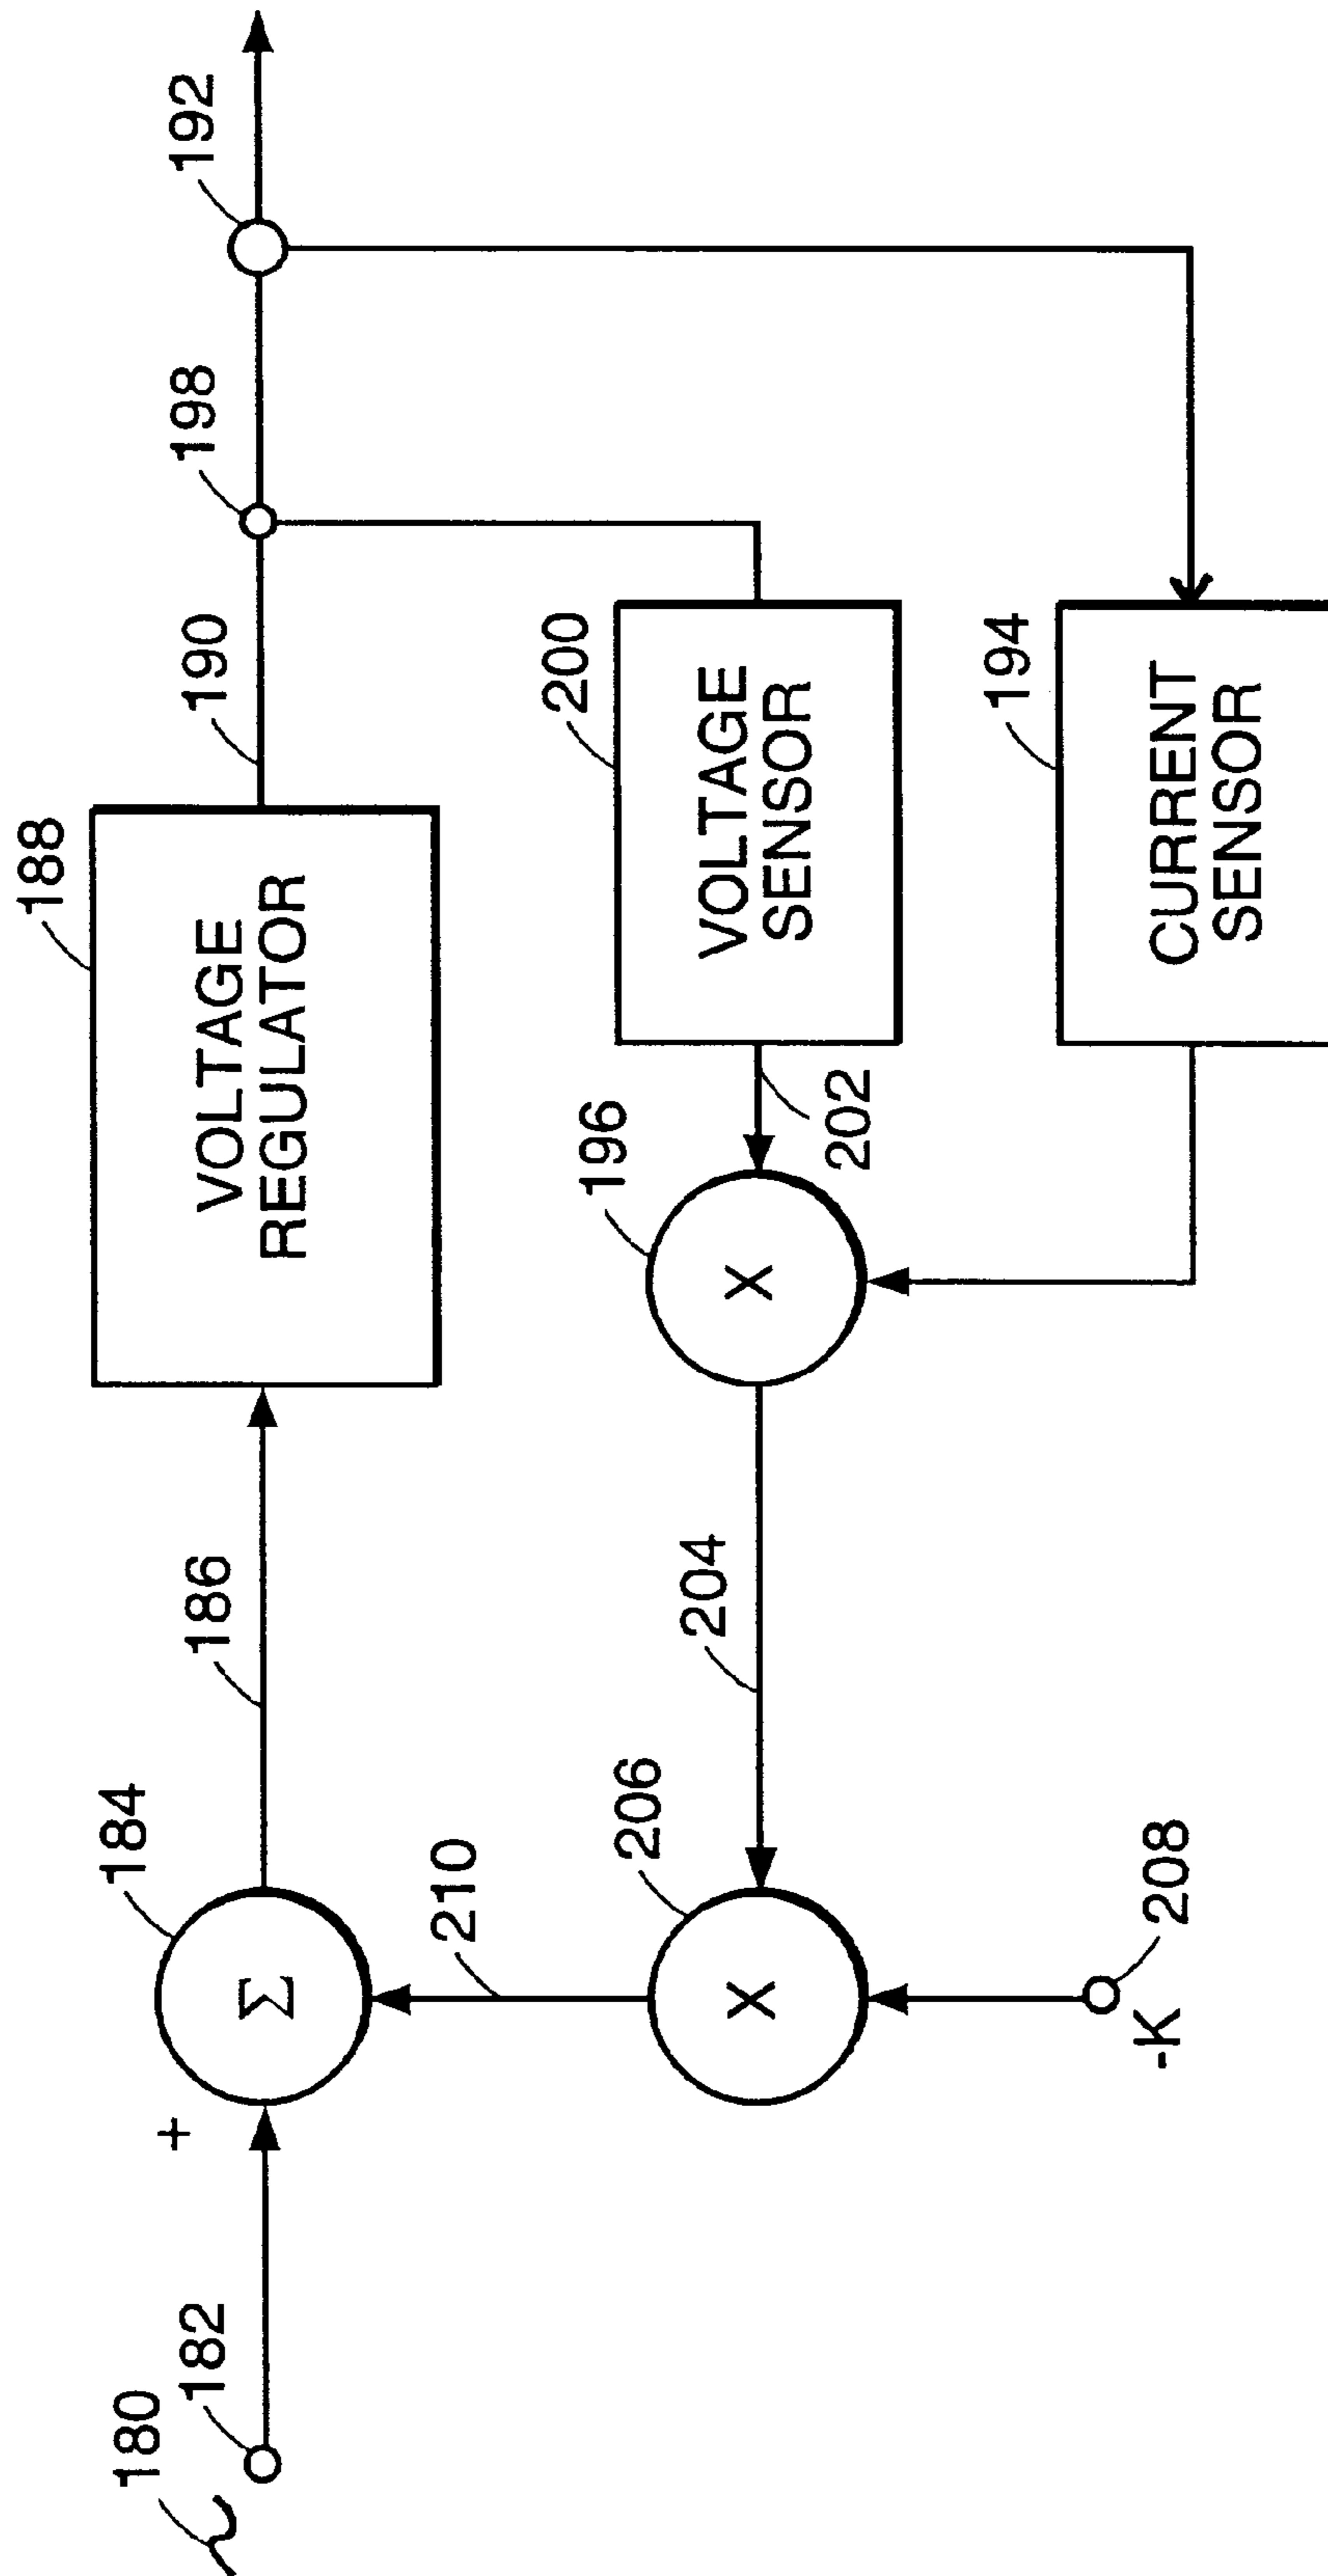 180
182
+
184
Σ
186
188
VOLTAGE
REGULATOR
190
198
192
210
206
X
204
196
X
202
200
VOLTAGE
SENSOR
-K
208
194
CURRENT
SENSOR